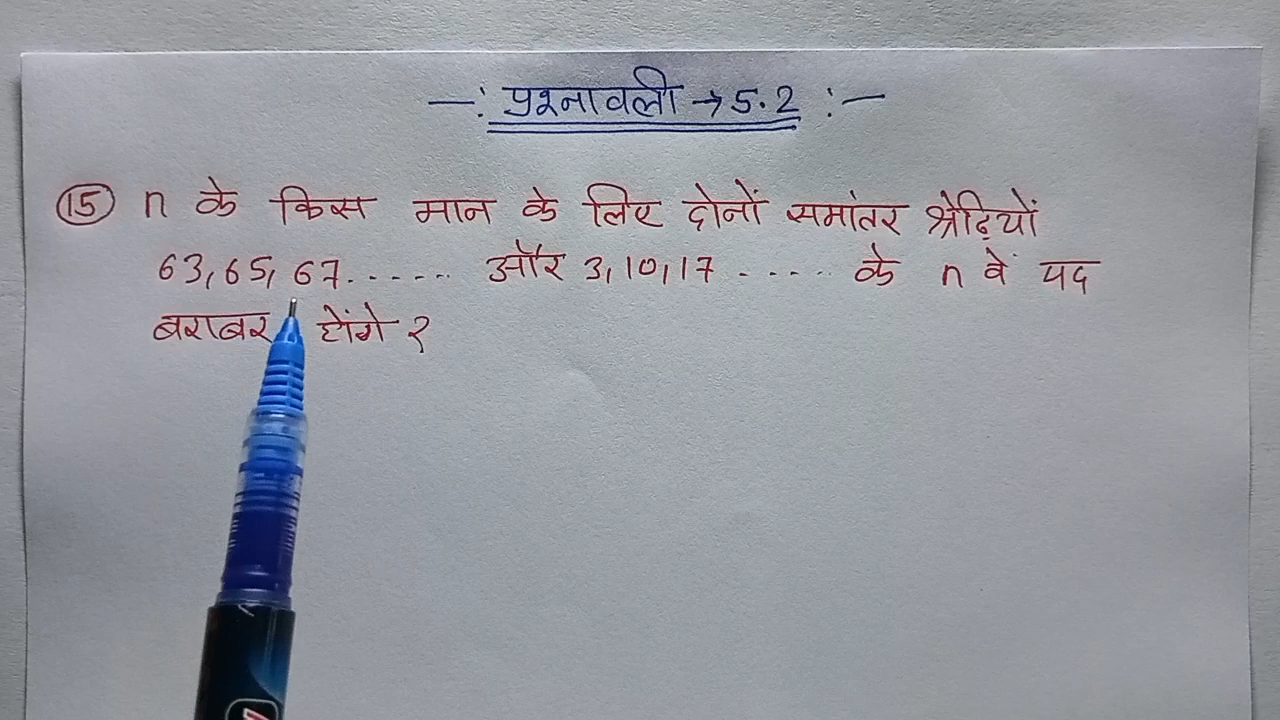 —: प्रश्नावली → 5.2 :—
(15) n के किस मान के लिए दोनों समांतर श्रेढ़ियों
63, 65, 67...... और 3, 10, 17 ...... के n वें पद
बराबर होंगे ?